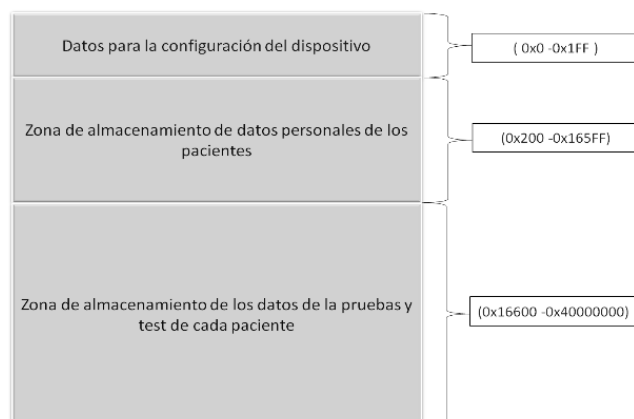 Datos para la configuración del dispositivo
( 0x0 -0x1FF )
Zona de almacenamiento de datos personales de los
pacientes
(0x200 -0x165FF)
Zona de almacenamiento de los datos de la pruebas y
test de cada paciente
(0x16600 -0x40000000)